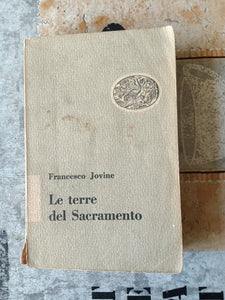 Francesco Jovine
Le terre
del Sacramento